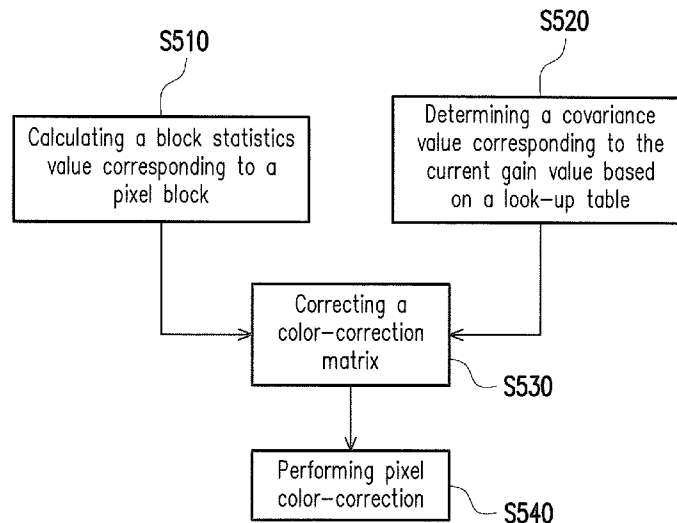 S510
Calculating a block statistics
value corresponding to a
pixel block
S520
Determining a covariance
value corresponding to the
current gain value based
on a look-up table
Correcting a
color-correction
matrix
S530
Performing pixel
color-correction
S540